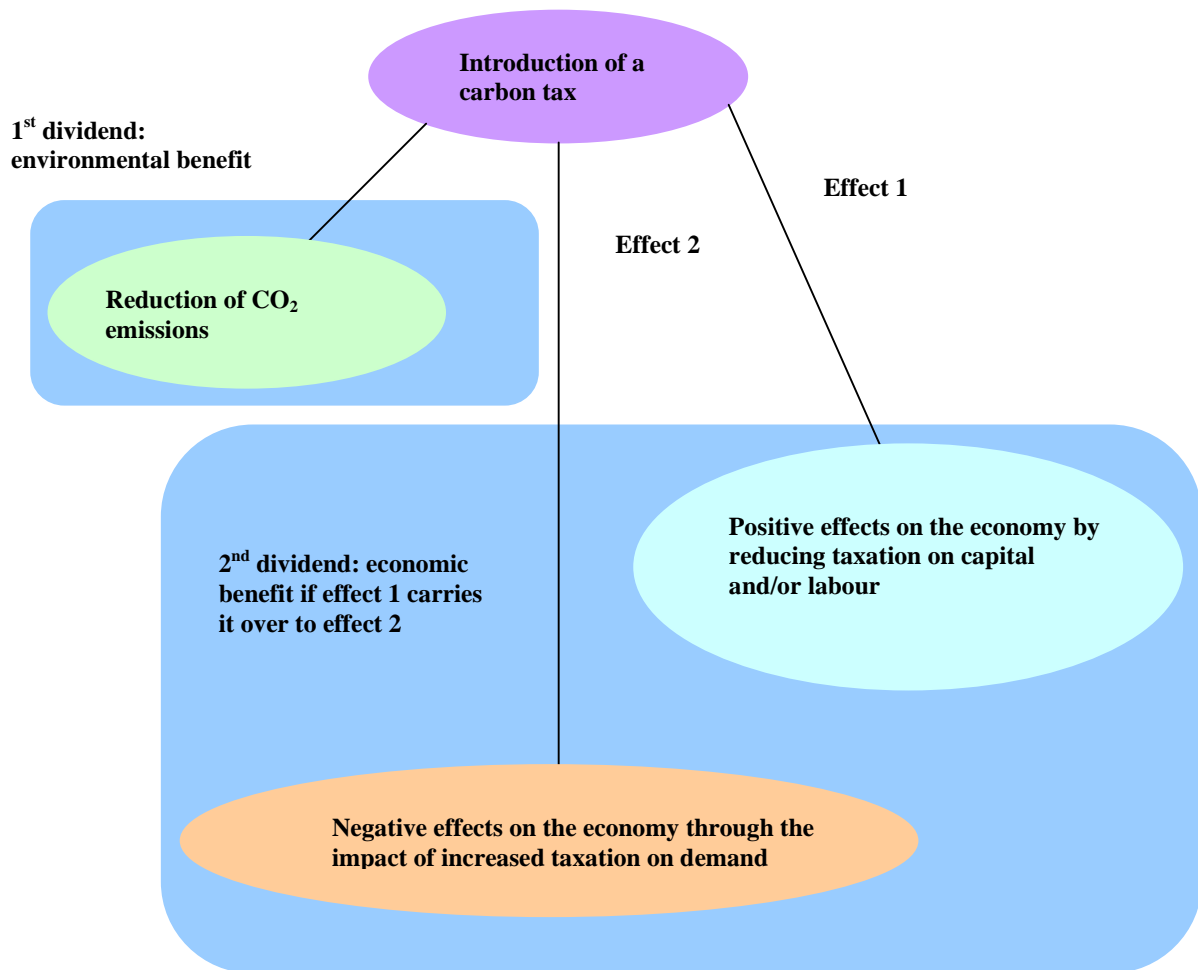 Introduction of a
carbon tax
1st dividend:
environmental benefit
Effect 1
Effect 2
Reduction of CO2
emissions
Positive effects on the economy by
reducing taxation on capital
and/or labour
2nd dividend: economic
benefit if effect 1 carries
it over to effect 2
Negative effects on the economy through the
impact of increased taxation on demand